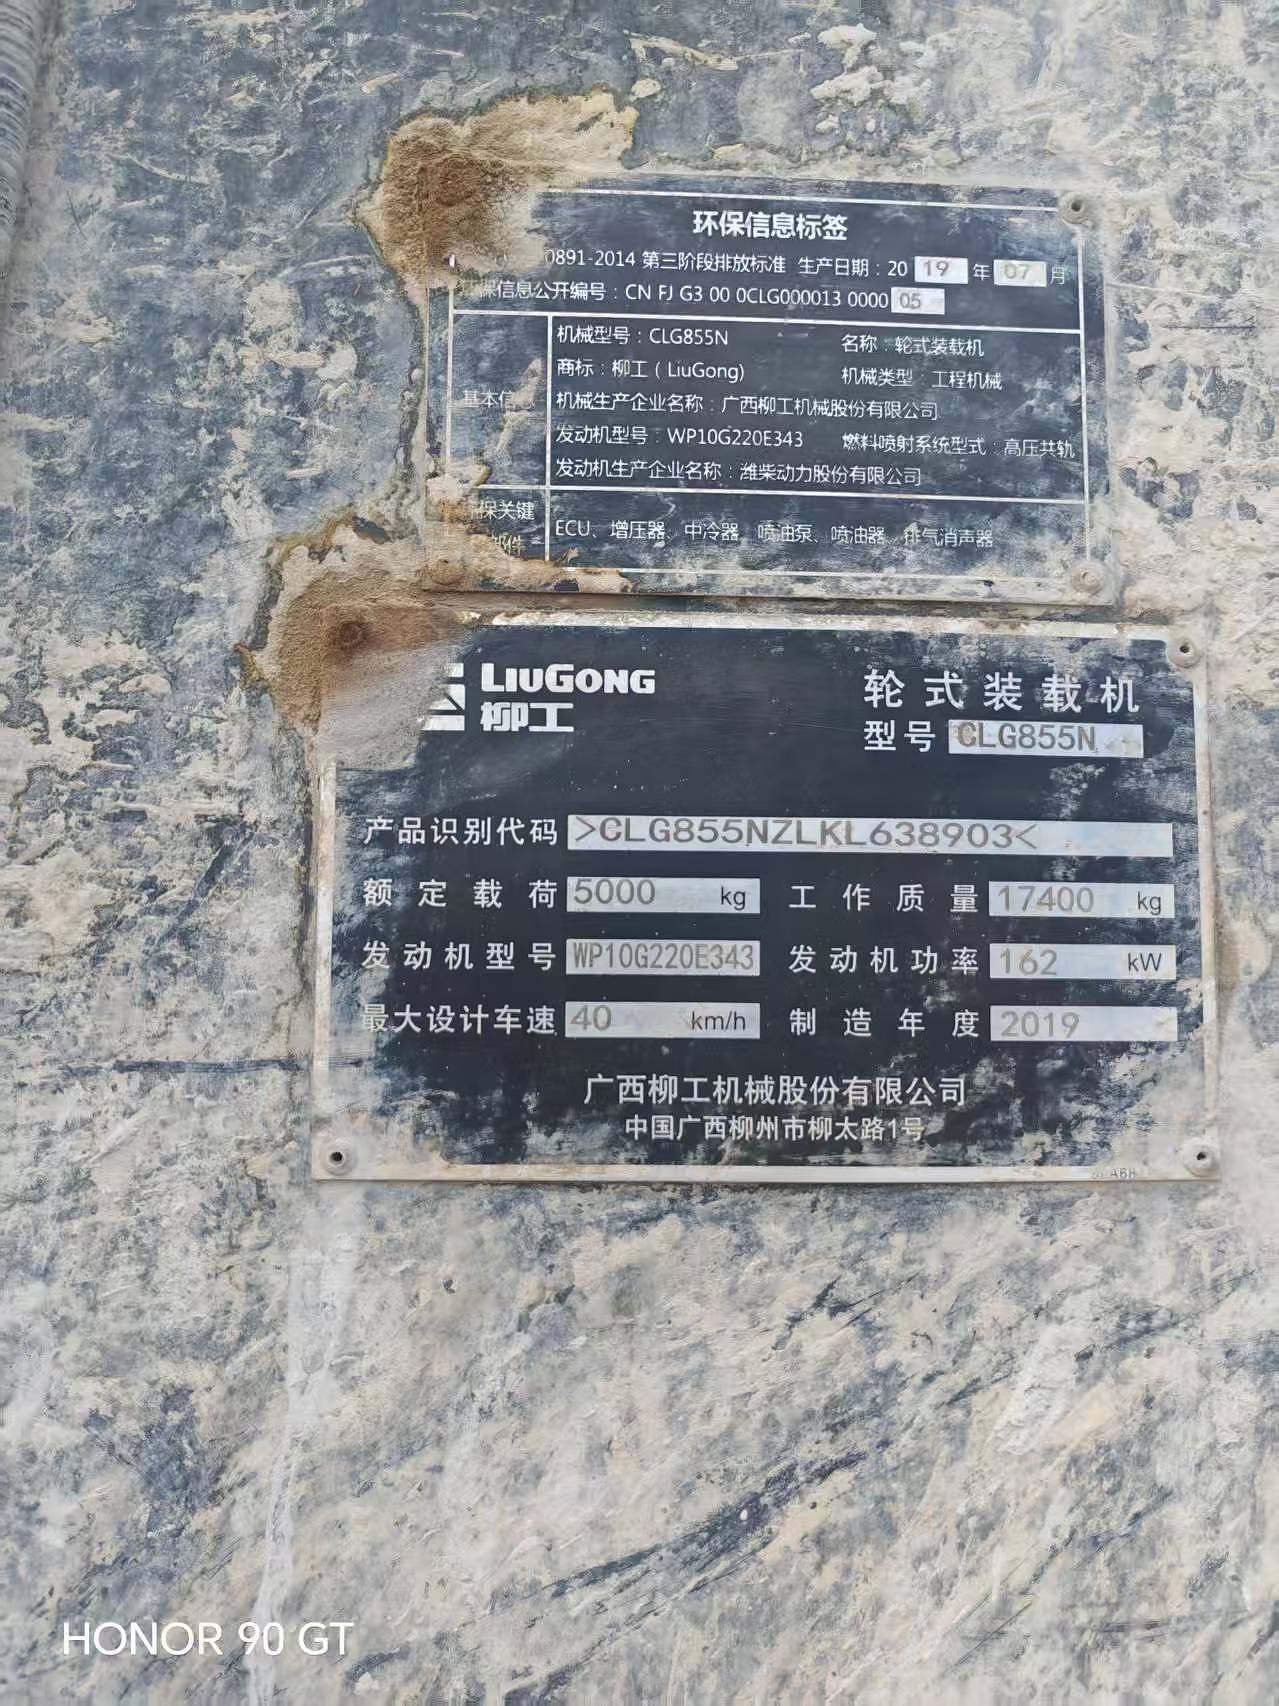 环保信息标签
0891-2014 第三阶段排放标准 生产日期：20 19 年 07 月
保信息公开编号：CN FJ G3 00 0CLG000013 0000 05
机械型号：CLG855N 名称：轮式装载机
商标：柳工（LiuGong) 机械类型：工程机械
基本信息
机械生产企业名称：广西柳工机械股份有限公司
发动机型号：WP10G220E343 燃料喷射系统型式：高压共轨
发动机生产企业名称：潍柴动力股份有限公司
保关键
部件
ECU、增压器、中冷器 喷油泵、喷油器、排气消声器
LIUGONG
柳工
轮式装载机
型号 CLG855N
产品识别代码 >CLG855NZLKL638903<
额定载荷 5000 kg 工作质量 17400 kg
发动机型号 WP10G220E343 发动机功率 162 kW
最大设计车速 40 km/h 制造年度 2019
广西柳工机械股份有限公司
中国广西柳州市柳太路1号
HONOR 90 GT